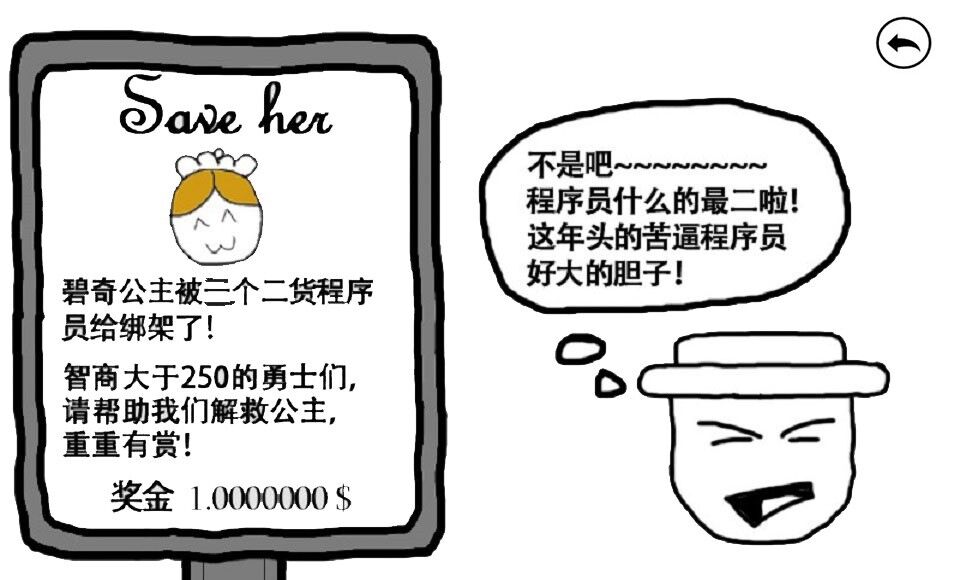 Save her
碧奇公主被三个二货程序
员给绑架了!
智商大于250的勇士们,
请帮助我们解救公主,
重重有赏!
奖金 1.0000000 $
不是吧~~~~~~~~
程序员什么的最二啦!
这年头的苦逼程序员
好大的胆子!